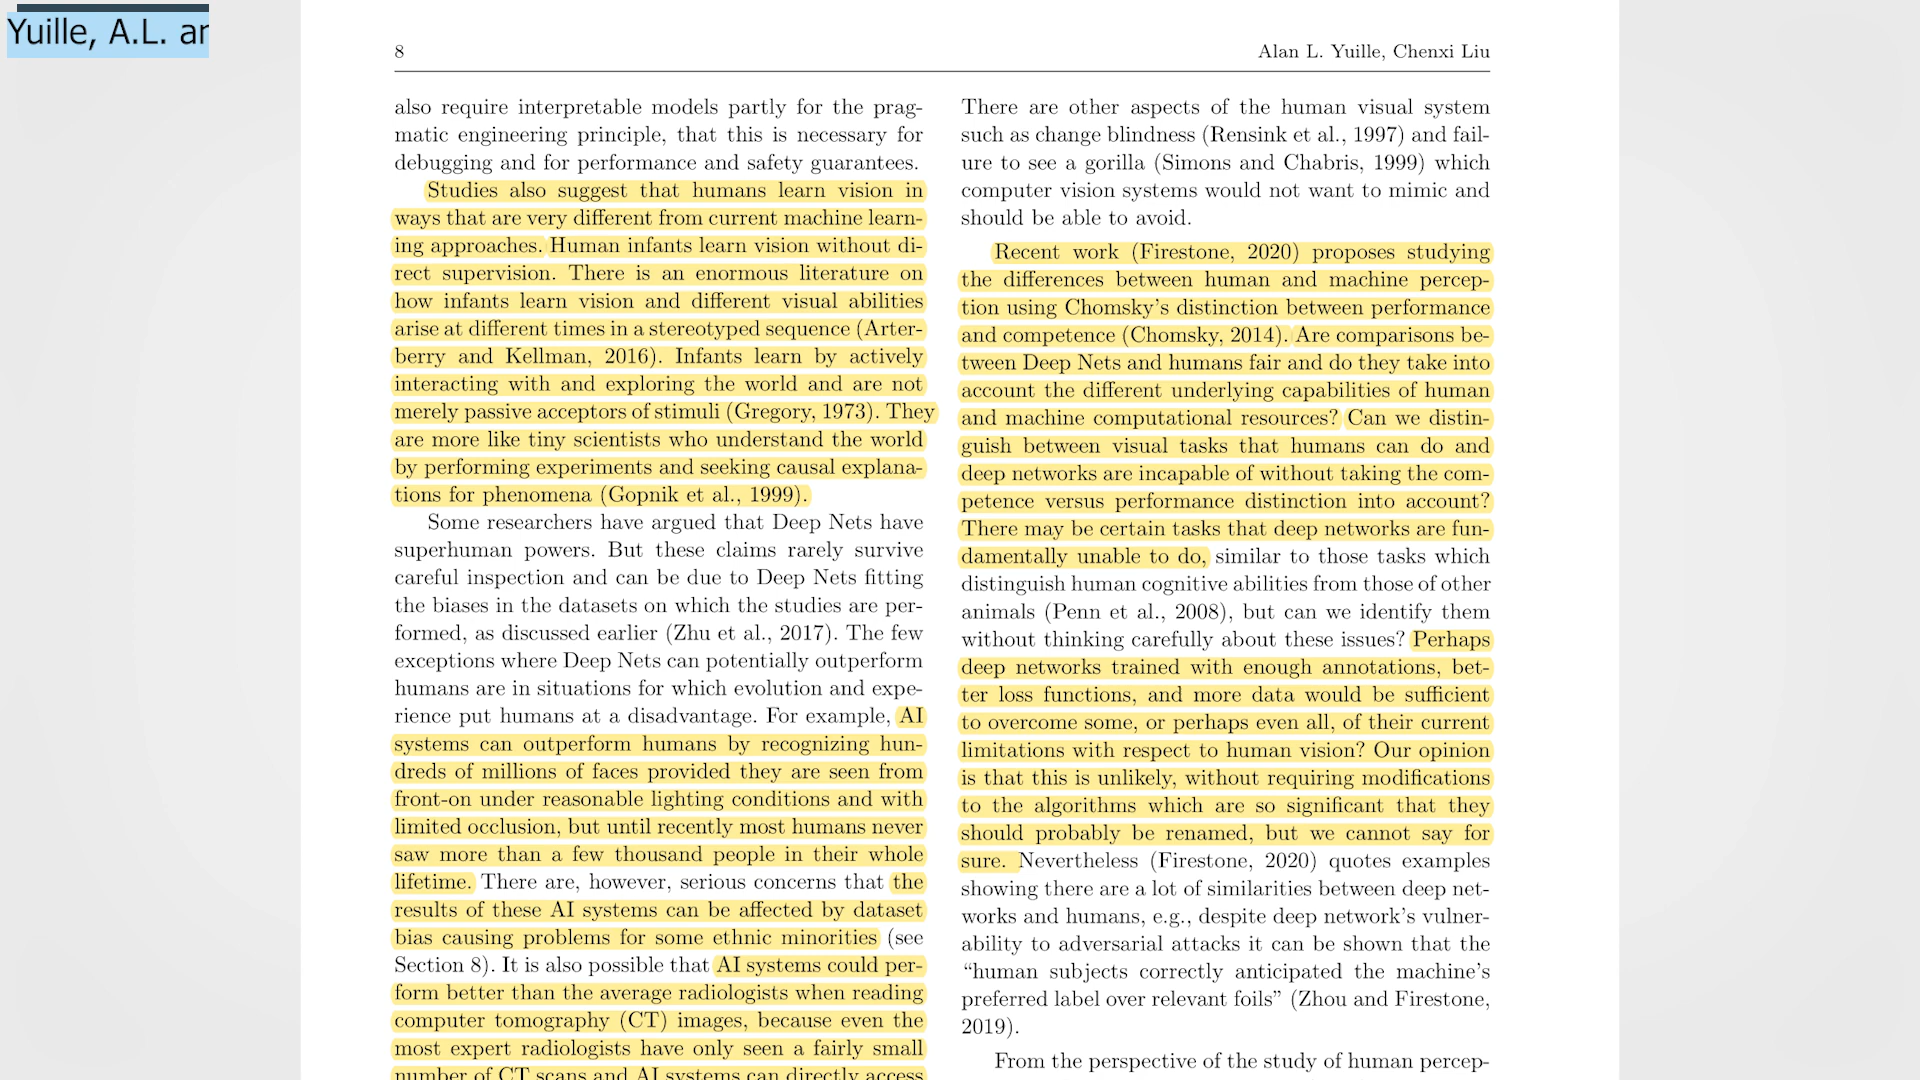 Yuille, A.L. ar
8
Alan L. Yuille, Chenxi Liu
also require interpretable models partly for the prag-
matic engineering principle, that this is necessary for
debugging and for performance and safety guarantees.
Studies also suggest that humans learn vision in
ways that are very different from current machine learn-
ing approaches. Human infants learn vision without di-
rect supervision. There is an enormous literature on
how infants learn vision and different visual abilities
arise at different times in a stereotyped sequence (Arter-
berry and Kellman, 2016). Infants learn by actively
interacting with and exploring the world and are not
merely passive acceptors of stimuli (Gregory, 1973). They
are more like tiny scientists who understand the world
by performing experiments and seeking causal explana-
tions for phenomena (Gopnik et al., 1999).
Some researchers have argued that Deep Nets have
superhuman powers. But these claims rarely survive
careful inspection and can be due to Deep Nets fitting
the biases in the datasets on which the studies are per-
formed, as discussed earlier (Zhu et al., 2017). The few
exceptions where Deep Nets can potentially outperform
humans are in situations for which evolution and expe-
rience put humans at a disadvantage. For example, AI
systems can outperform humans by recognizing hun-
dreds of millions of faces provided they are seen from
front-on under reasonable lighting conditions and with
limited occlusion, but until recently most humans never
saw more than a few thousand people in their whole
lifetime. There are, however, serious concerns that the
results of these AI systems can be affected by dataset
bias causing problems for some ethnic minorities (see
Section 8). It is also possible that AI systems could per-
form better than the average radiologists when reading
computer tomography (CT) images, because even the
most expert radiologists have only seen a fairly small
number of CT scans and AI systems can directly access
There are other aspects of the human visual system
such as change blindness (Rensink et al., 1997) and fail-
ure to see a gorilla (Simons and Chabris, 1999) which
computer vision systems would not want to mimic and
should be able to avoid.
Recent work (Firestone, 2020) proposes studying
the differences between human and machine percep-
tion using Chomsky's distinction between performance
and competence (Chomsky, 2014). Are comparisons be-
tween Deep Nets and humans fair and do they take into
account the different underlying capabilities of human
and machine computational resources? Can we distin-
guish between visual tasks that humans can do and
deep networks are incapable of without taking the com-
petence versus performance distinction into account?
There may be certain tasks that deep networks are fun-
damentally unable to do, similar to those tasks which
distinguish human cognitive abilities from those of other
animals (Penn et al., 2008), but can we identify them
without thinking carefully about these issues? Perhaps
deep networks trained with enough annotations, bet-
ter loss functions, and more data would be sufficient
to overcome some, or perhaps even all, of their current
limitations with respect to human vision? Our opinion
is that this is unlikely, without requiring modifications
to the algorithms which are so significant that they
should probably be renamed, but we cannot say for
sure. Nevertheless (Firestone, 2020) quotes examples
showing there are a lot of similarities between deep net-
works and humans, e.g., despite deep network's vulner-
ability to adversarial attacks it can be shown that the
“human subjects correctly anticipated the machine's
preferred label over relevant foils” (Zhou and Firestone,
2019).
From the perspective of the study of human percep-